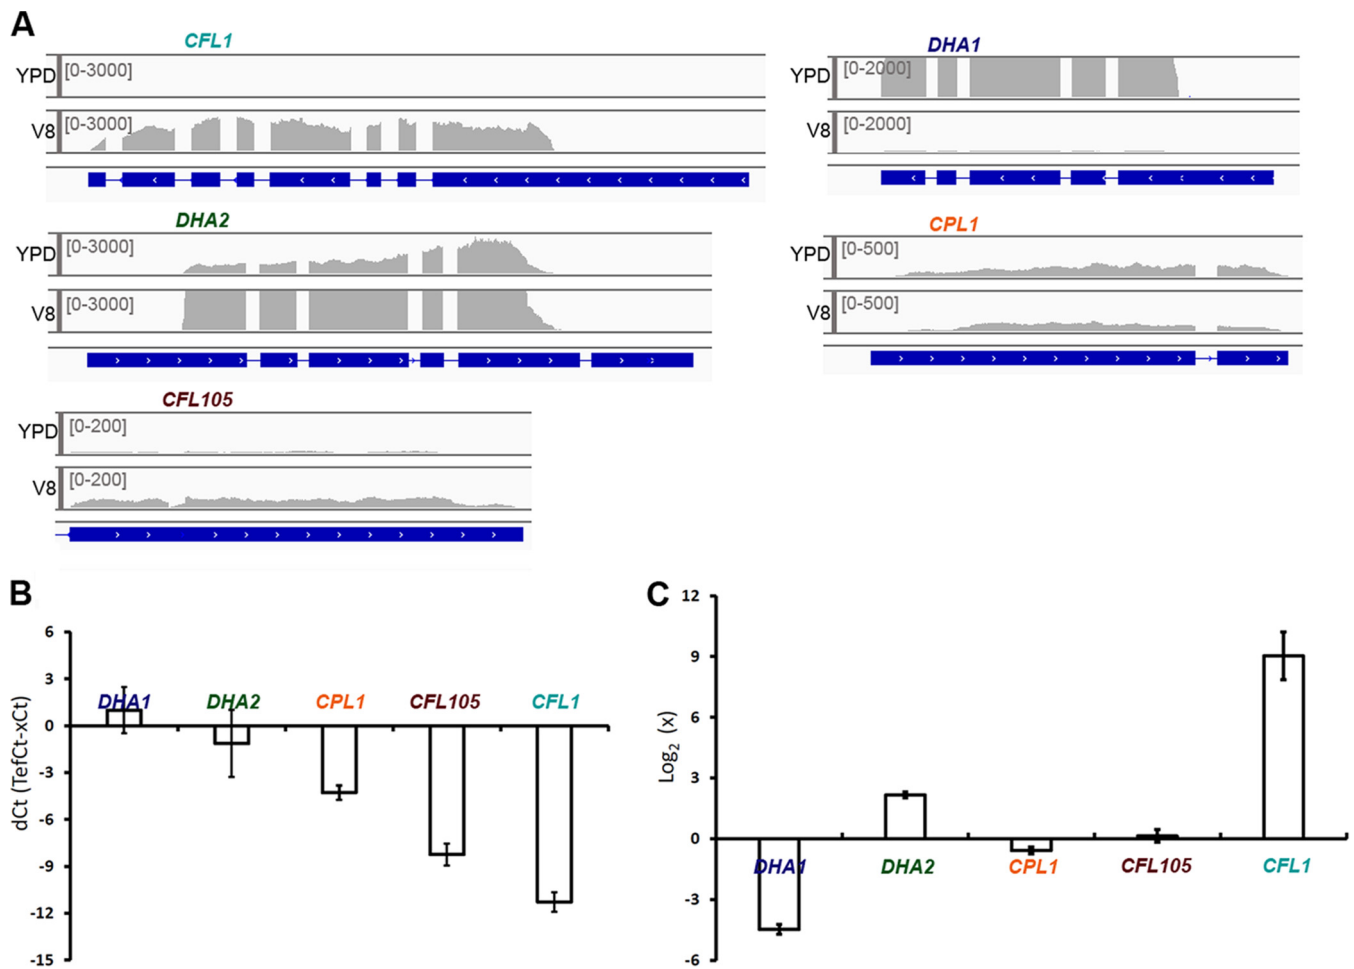 A
CFL1
YPD [0-3000]
V8 [0-3000]
DHA1
YPD [0-2000]
V8 [0-2000]
DHA2
YPD [0-3000]
V8 [0-3000]
CPL1
YPD [0-500]
V8 [0-500]
CFL105
YPD [0-200]
V8 [0-200]
B
dCt (TefCt-xCt)
6
3
0
-3
-6
-9
-12
-15
DHA1 DHA2 CPL1 CFL105 CFL1
C
Log2 (x)
12
9
6
3
0
-3
-6
DHA1 DHA2 CPL1 CFL105 CFL1